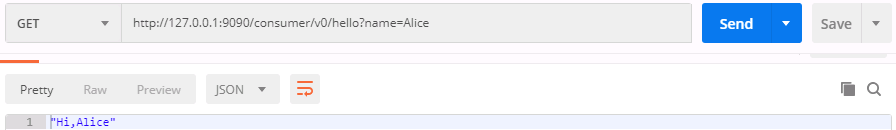 GET http://127.0.0.1:9090/consumer/v0/hello?name=Alice Send Save
Pretty Raw Preview JSON
1 "Hi,Alice"